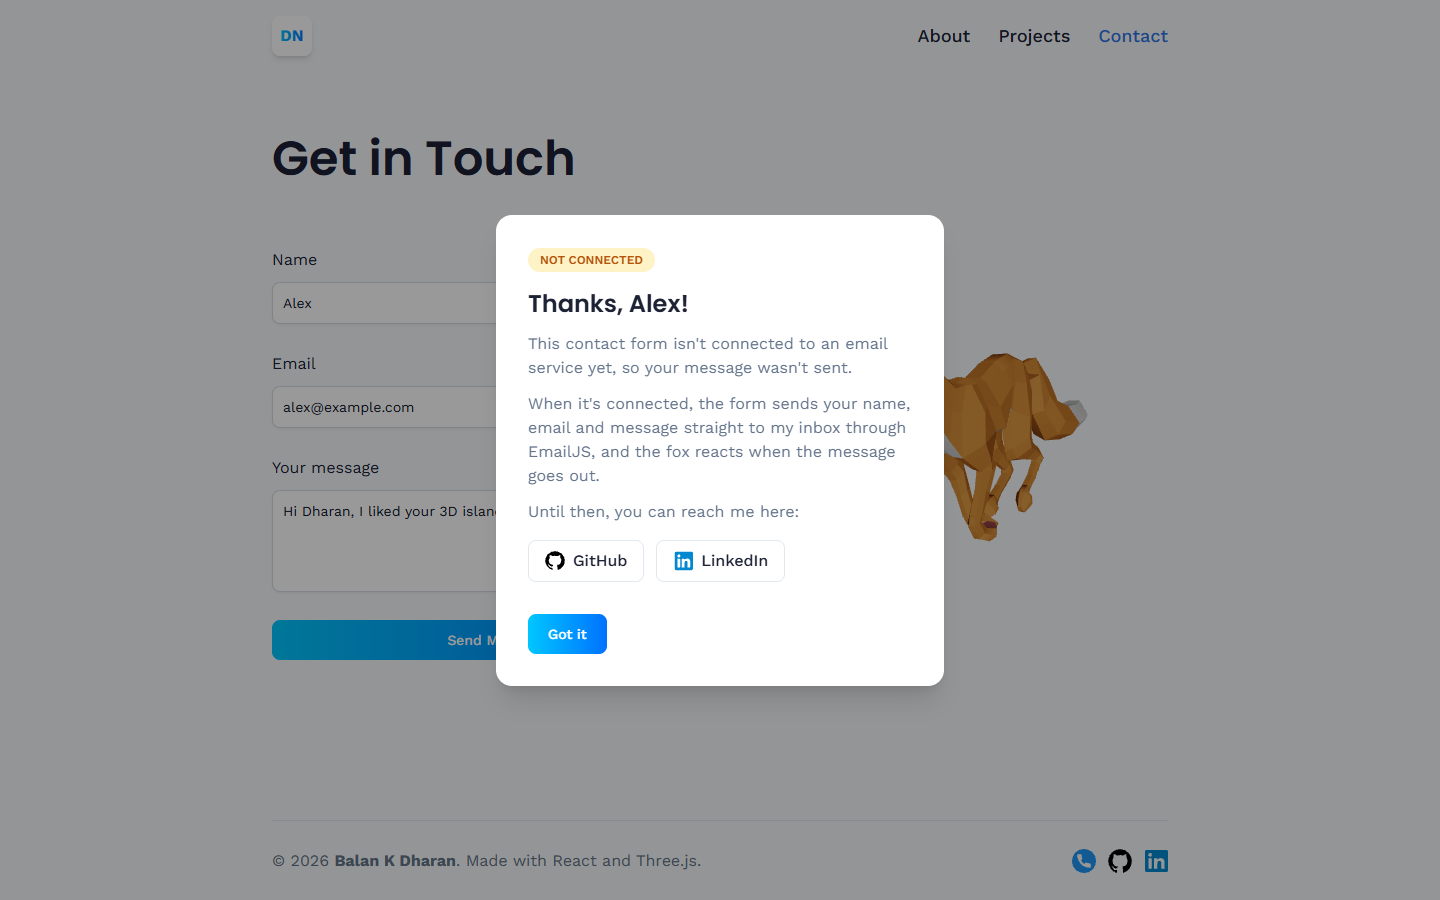 DN
About Projects Contact
Get in Touch
Name
Alex
Email
alex@example.com
Your message
Hi Dharan, I liked your 3D
Send
NOT CONNECTED
Thanks, Alex!
This contact form isn't connected to an email
service yet, so your message wasn't sent.
When it's connected, the form sends your name,
email and message straight to my inbox through
EmailJS, and the fox reacts when the message
goes out.
Until then, you can reach me here:
GitHub
LinkedIn
Got it
© 2026 Balan K Dharan. Made with React and Three.js.
in